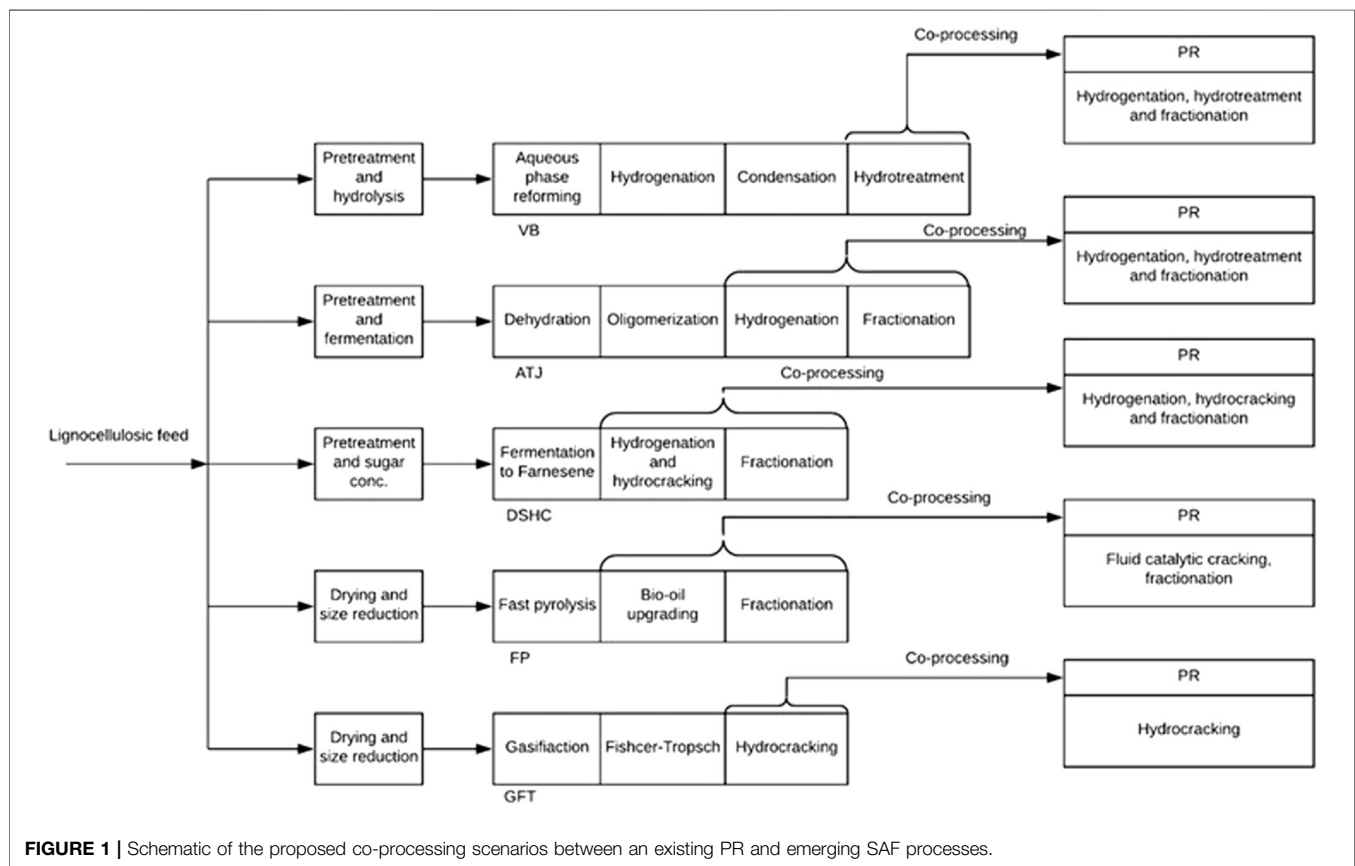 Co-processing
PR
Hydrogentation, hydrotreatment
and fractionation
Pretreatment
and
hydrolysis
Aqueous
phase
reforming
Hydrogenation
Condensation
Hydrotreatment
VB
Co-processing
PR
Hydrogentation, hydrotreatment
and fractionation
Pretreatment
and
fermentation
Dehydration
Oligomerization
Hydrogenation
Fractionation
ATJ
Co-processing
PR
Hydrogenation, hydrocracking
and fractionation
Lignocellulosic feed
Pretreatment
and sugar
conc.
Fermentation
to Farnesene
Hydrogenation
and
hydrocracking
Fractionation
DSHC
Co-processing
PR
Fluid catalytic cracking,
fractionation
Drying and
size reduction
Fast pyrolysis
Bio-oil
upgrading
Fractionation
FP
Co-processing
PR
Hydrocracking
Drying and
size reduction
Gasifiaction
Fishcer-Tropsch
Hydrocracking
GFT
FIGURE 1 | Schematic of the proposed co-processing scenarios between an existing PR and emerging SAF processes.